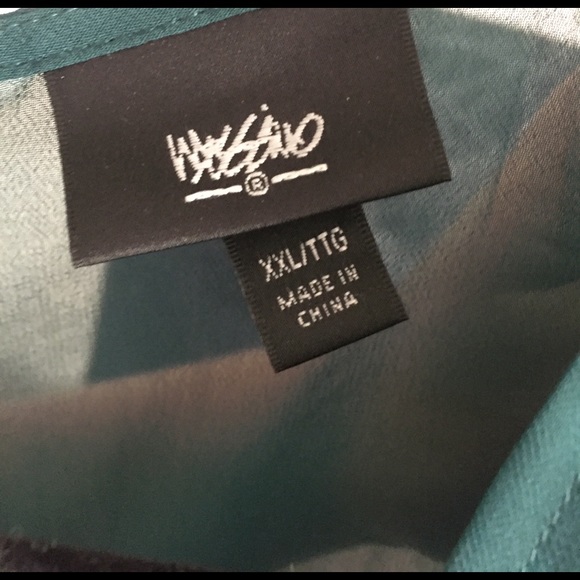 Mossimo
®
XXL/TTG
MADE IN
CHINA